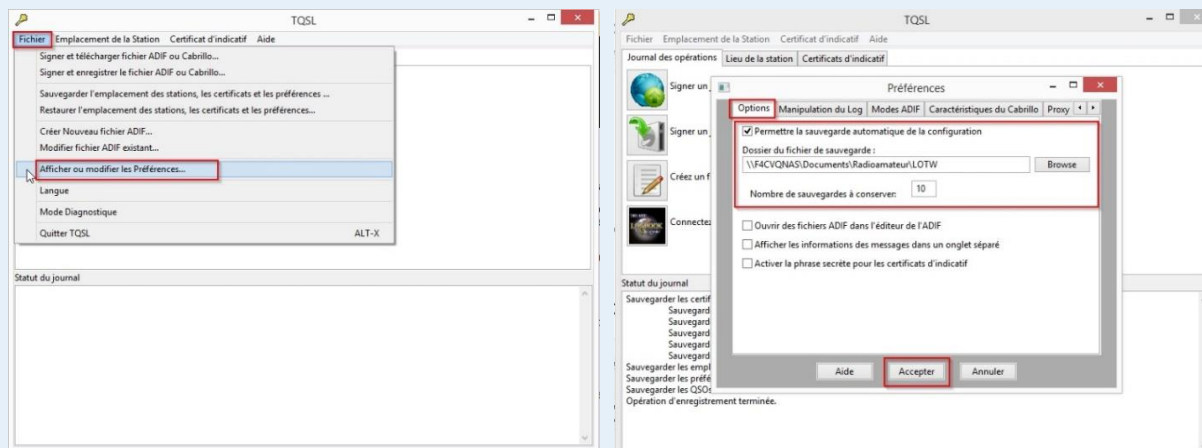 TQSL
Fichier Emplacement de la Station Certificat d'indicatif Aide
Signer et télécharger fichier ADIF ou Cabrillo...
Signer et enregistrer le fichier ADIF ou Cabrillo...
Sauvegarder l'emplacement des stations, les certificats et les préférences ...
Restaurer l'emplacement des stations, les certificats et les préférences...
Créer Nouveau fichier ADIF...
Modifier fichier ADIF existant...
Afficher ou modifier les Préférences...
Langue
Mode Diagnostique
Quitter TQSL ALT-X
Statut du journal
TQSL
Fichier Emplacement de la Station Certificat d'indicatif Aide
Journal des opérations Lieu de la station Certificats d'indicatif
Signer un
Signer un
Créez un f
Connectez
Préférences
Options Manipulation du Log Modes ADIF Caractéristiques du Cabrillo Proxy
Permettre la sauvegarde automatique de la configuration
Dossier du fichier de sauvegarde :
\\F4CVQNAS\Documents\Radioamateur\LOTW Browse
Nombre de sauvegardes à conserver: 10
Ouvrir des fichiers ADIF dans l'éditeur de l'ADIF
Afficher les informations des messages dans un onglet séparé
Activer la phrase secrète pour les certificats d'indicatif
Aide Accepter Annuler
Statut du journal
Sauvegarder les certif
Sauvegard
Sauvegard
Sauvegard
Sauvegard
Sauvegard
Sauvegarder les empl
Sauvegarder les préfé
Sauvegarder les QSOs
Opération d'enregistrement terminée.